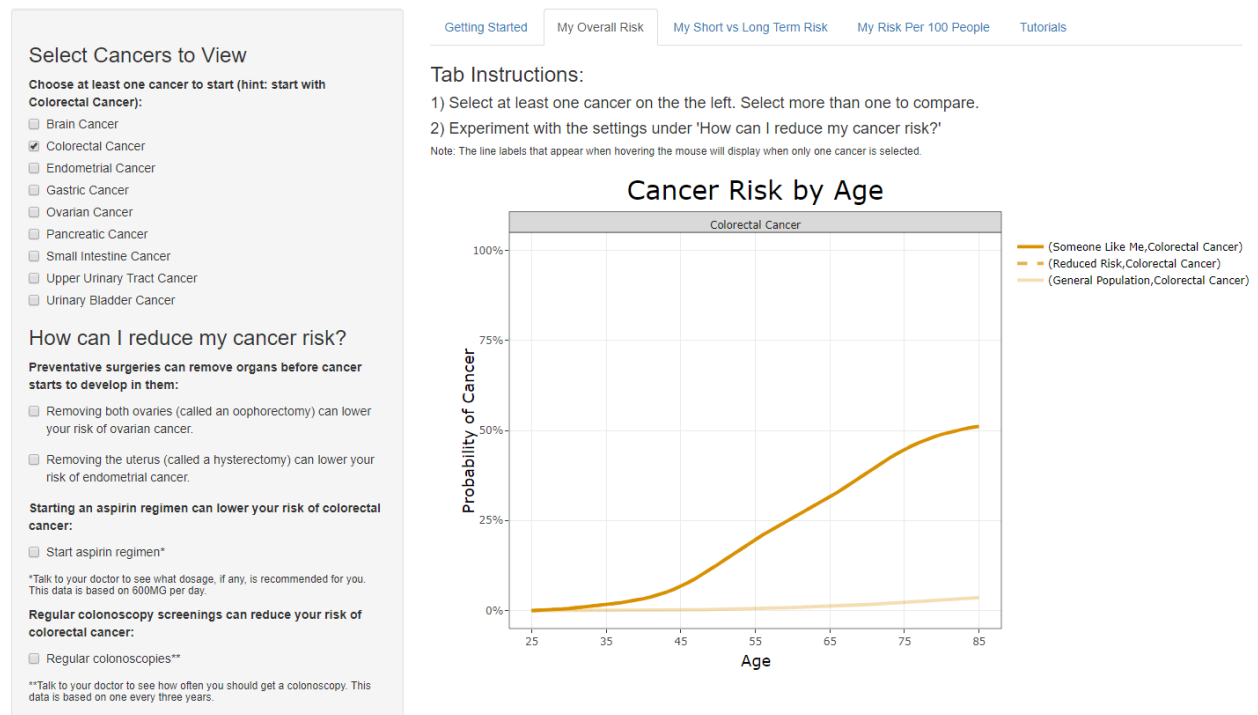 Select Cancers to View
Choose at least one cancer to start (hint: start with
Colorectal Cancer):
Brain Cancer
Colorectal Cancer
Endometrial Cancer
Gastric Cancer
Ovarian Cancer
Pancreatic Cancer
Small Intestine Cancer
Upper Urinary Tract Cancer
Urinary Bladder Cancer
How can I reduce my cancer risk?
Preventative surgeries can remove organs before cancer
starts to develop in them:
Removing both ovaries (called an oophorectomy) can lower
your risk of ovarian cancer.
Removing the uterus (called a hysterectomy) can lower your
risk of endometrial cancer.
Starting an aspirin regimen can lower your risk of colorectal
cancer:
Start aspirin regimen*
*Talk to your doctor to see what dosage, if any, is recommended for you.
This data is based on 600MG per day.
Regular colonoscopy screenings can reduce your risk of
colorectal cancer:
Regular colonoscopies**
**Talk to your doctor to see how often you should get a colonoscopy. This
data is based on one every three years.
Getting Started My Overall Risk My Short vs Long Term Risk My Risk Per 100 People Tutorials
Tab Instructions:
1) Select at least one cancer on the the left. Select more than one to compare.
2) Experiment with the settings under 'How can I reduce my cancer risk?'
Note: The line labels that appear when hovering the mouse will display when only one cancer is selected.
Cancer Risk by Age
Colorectal Cancer
100%
75%
50%
25%
0%
Probability of Cancer
25 35 45 55 65 75 85
Age
(Someone Like Me,Colorectal Cancer)
(Reduced Risk,Colorectal Cancer)
(General Population,Colorectal Cancer)